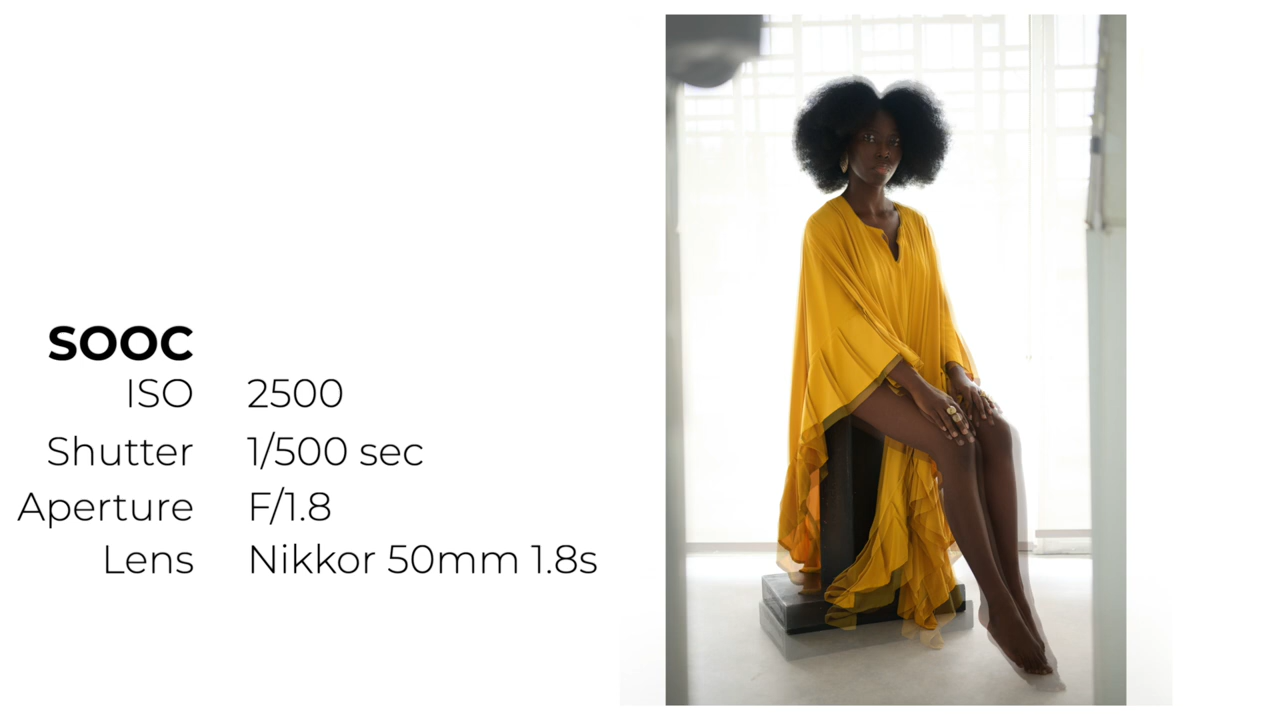 SOOC
ISO 2500
Shutter 1/500 sec
Aperture F/1.8
Lens Nikkor 50mm 1.8s